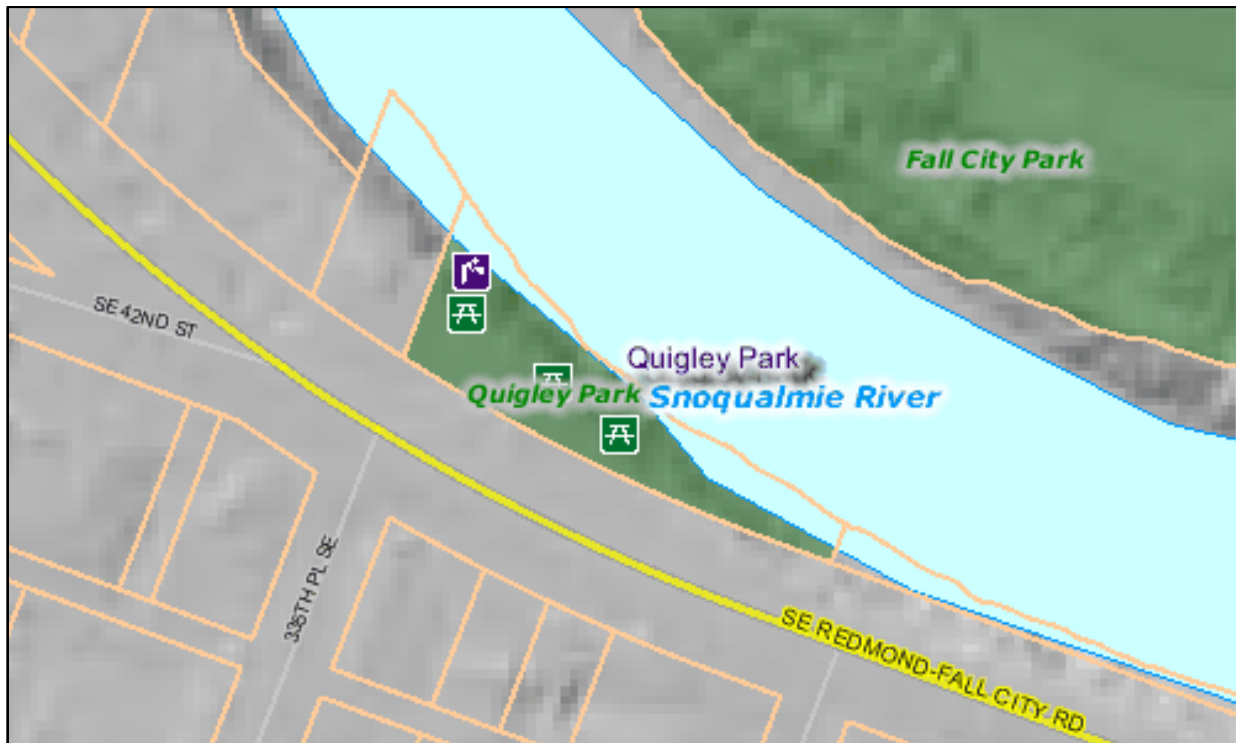 Fall City Park
SE 42ND ST
Quigley Park
Quigley Park
Snoqualmie River
335TH PL SE
SE REDMOND-FALL CITY RD